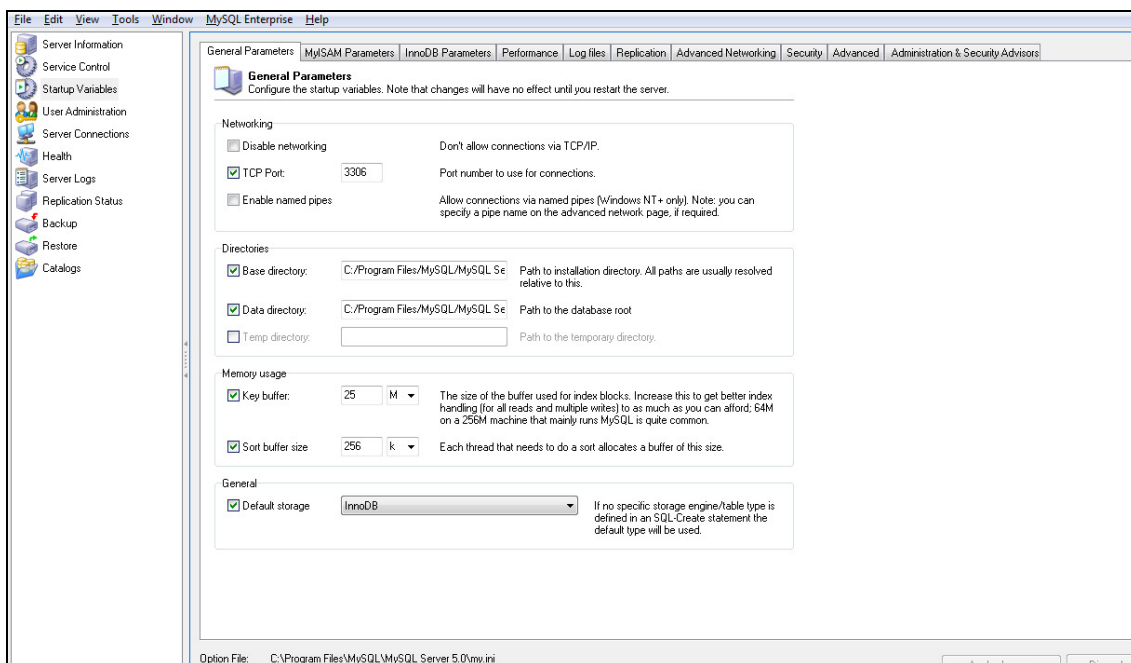 File Edit View Tools Window MySQL Enterprise Help
Server Information
Service Control
Startup Variables
User Administration
Server Connections
Health
Server Logs
Replication Status
Backup
Restore
Catalogs
General Parameters MyISAM Parameters InnoDB Parameters Performance Log files Replication Advanced Networking Security Advanced Administration & Security Advisors
General Parameters
Configure the startup variables. Note that changes will have no effect until you restart the server.
Networking
Disable networking Don't allow connections via TCP/IP.
TCP Port: 3306 Port number to use for connections.
Enable named pipes Allow connections via named pipes (Windows NT+ only). Note: you can
specify a pipe name on the advanced network page, if required.
Directories
Base directory: C:/Program Files/MySQL/MySQL Se Path to installation directory. All paths are usually resolved
relative to this.
Data directory: C:/Program Files/MySQL/MySQL Se Path to the database root
Temp directory: Path to the temporary directory.
Memory usage
Key buffer: 25 M The size of the buffer used for index blocks. Increase this to get better index
handling (for all reads and multiple writes) to as much as you can afford; 64M
on a 256M machine that mainly runs MySQL is quite common.
Sort buffer size 256 k Each thread that needs to do a sort allocates a buffer of this size.
General
Default storage InnoDB If no specific storage engine/table type is
defined in an SQL-Create statement the
default type will be used.
Option File: C:\Program Files\MySQL\MySQL Server 5.0\my.ini